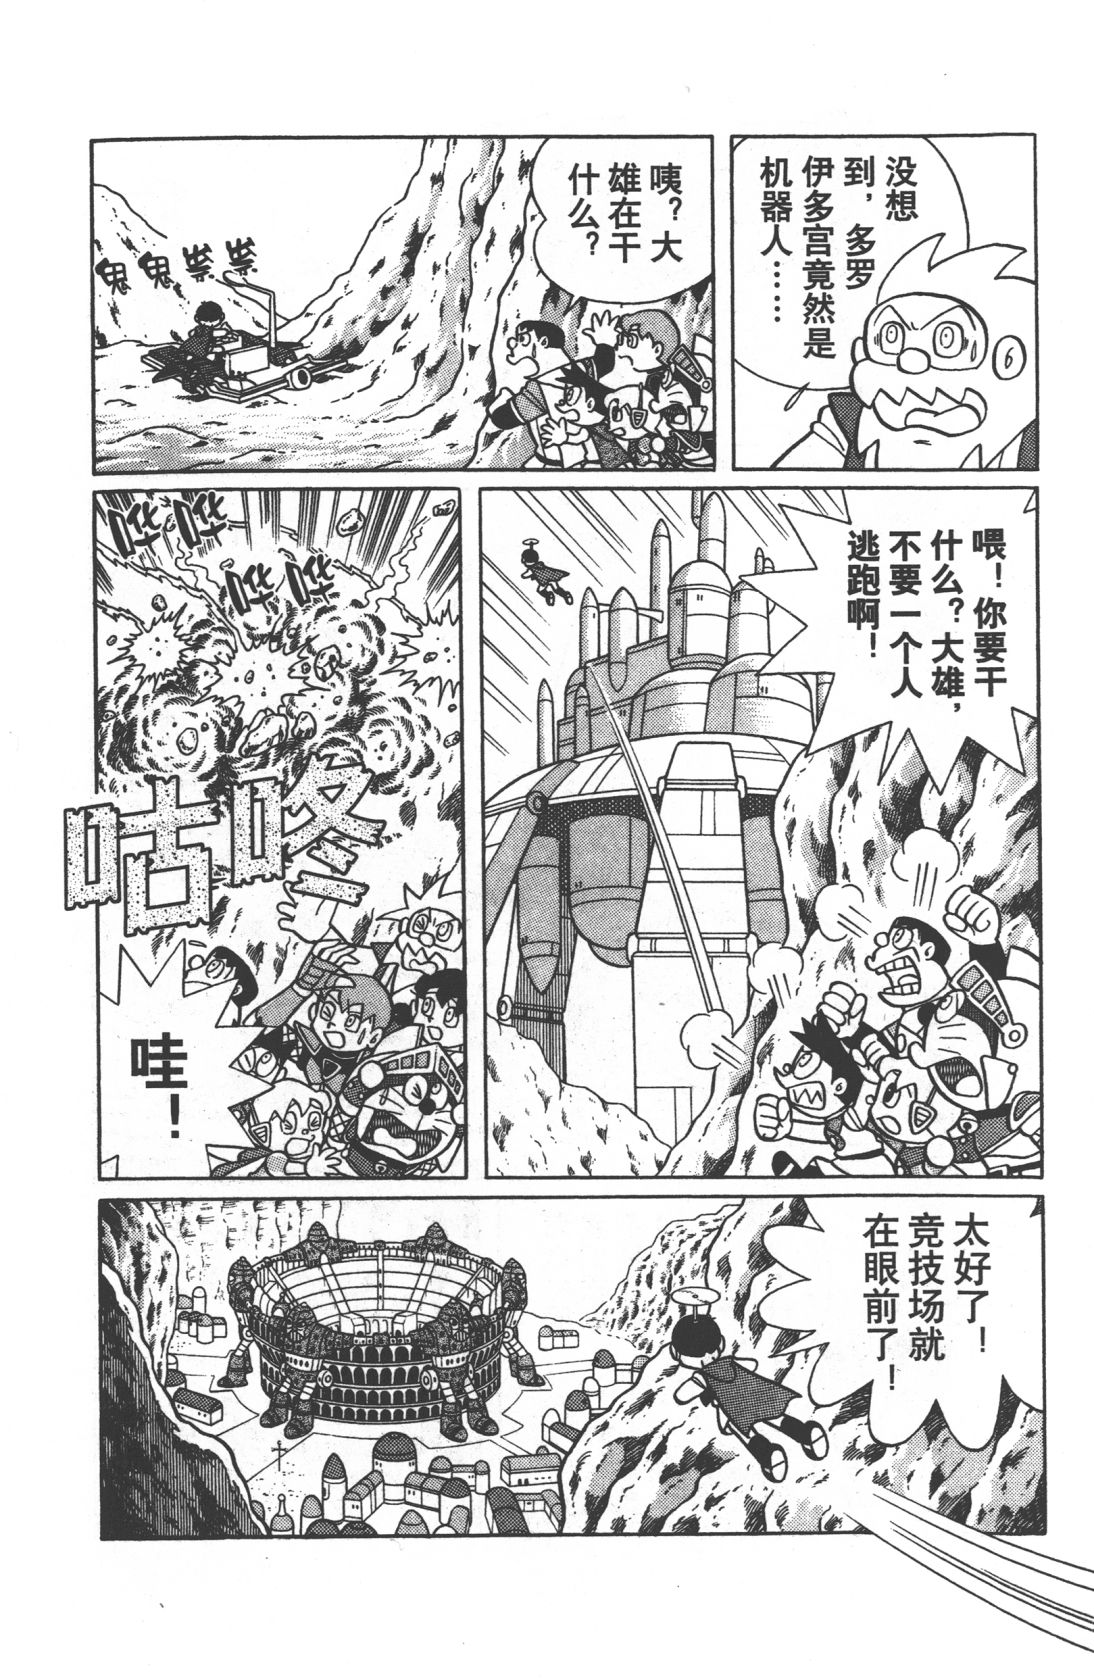 没想
到，多罗
伊多宫竟然是
机器人……
咦？大
雄在干
什么？
鬼鬼祟祟
喂！你要干
什么？大雄，
不要一个人
逃跑啊！
哗哗
哗哗
咕咚
哇！
太好了！
竞技场就
在眼前了！